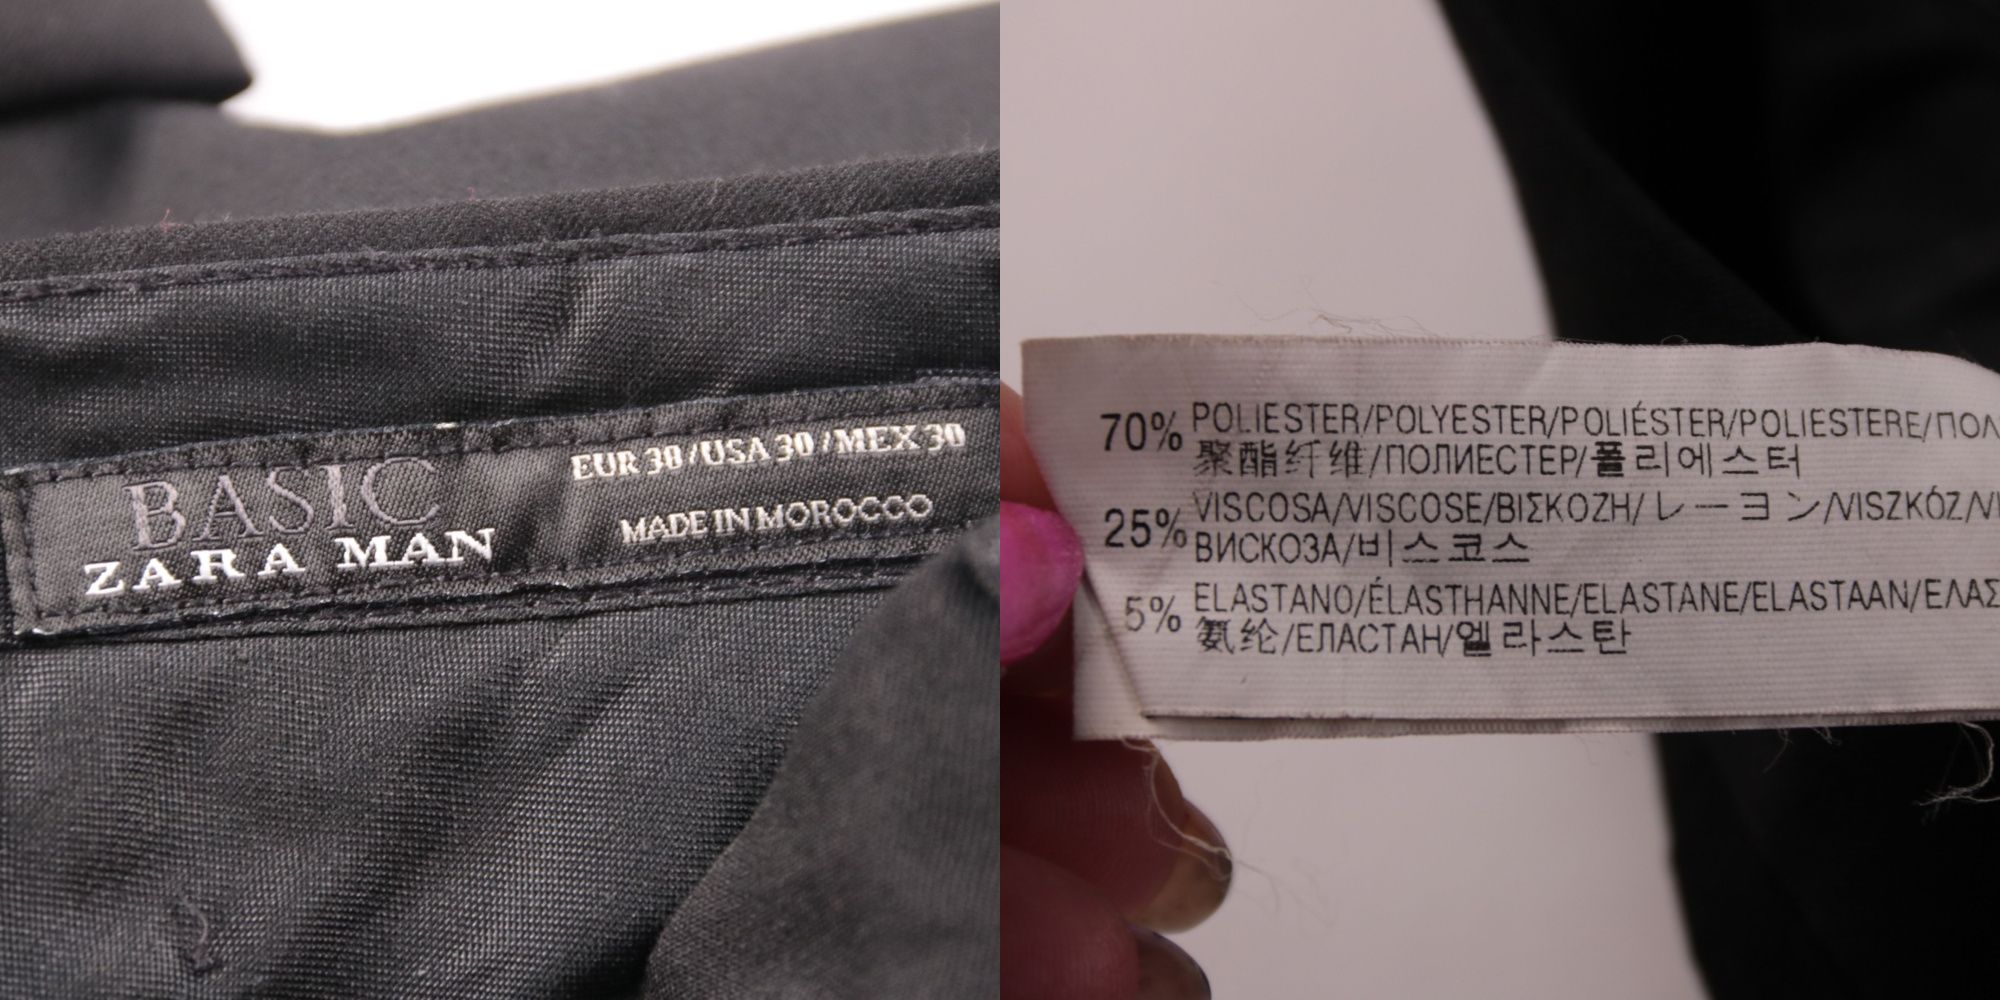 BASIC
ZARA MAN
EUR 30 / USA 30 / MEX 30
MADE IN MOROCCO
70% POLIESTER/POLYESTER/POLIÉSTER/POLIESTERE/ΠΟΛ
聚酯纤维/ПОЛИЕСТЕР/폴리에스터
25% VISCOSA/VISCOSE/ΒΙΣΚΟΖΗ/レーヨン/VISZKÓZ/VI
ВИСКОЗА/비스코스
5% ELASTANO/ÉLASTHANNE/ELASTANE/ELASTAAN/ΕΛΑΣ
氨纶/ЕЛАСТАН/엘라스탄